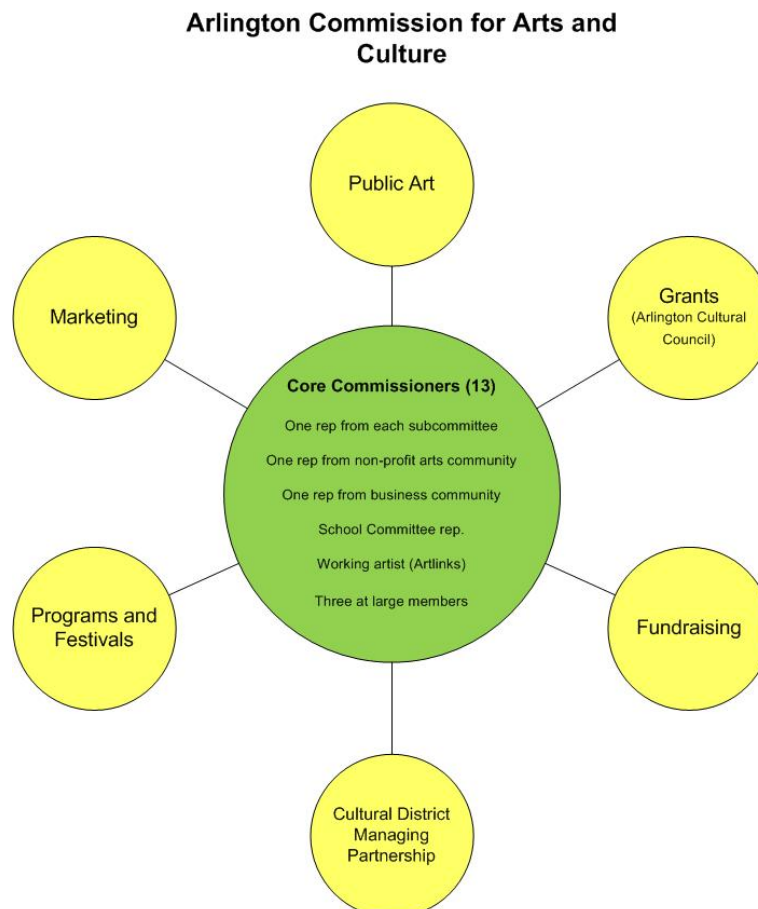 Arlington Commission for Arts and
Culture
Public Art
Marketing
Grants
(Arlington Cultural
Council)
Core Commissioners (13)
One rep from each subcommittee
One rep from non-profit arts community
One rep from business community
School Committee rep.
Working artist (Artlinks)
Three at large members
Programs and
Festivals
Fundraising
Cultural District
Managing
Partnership